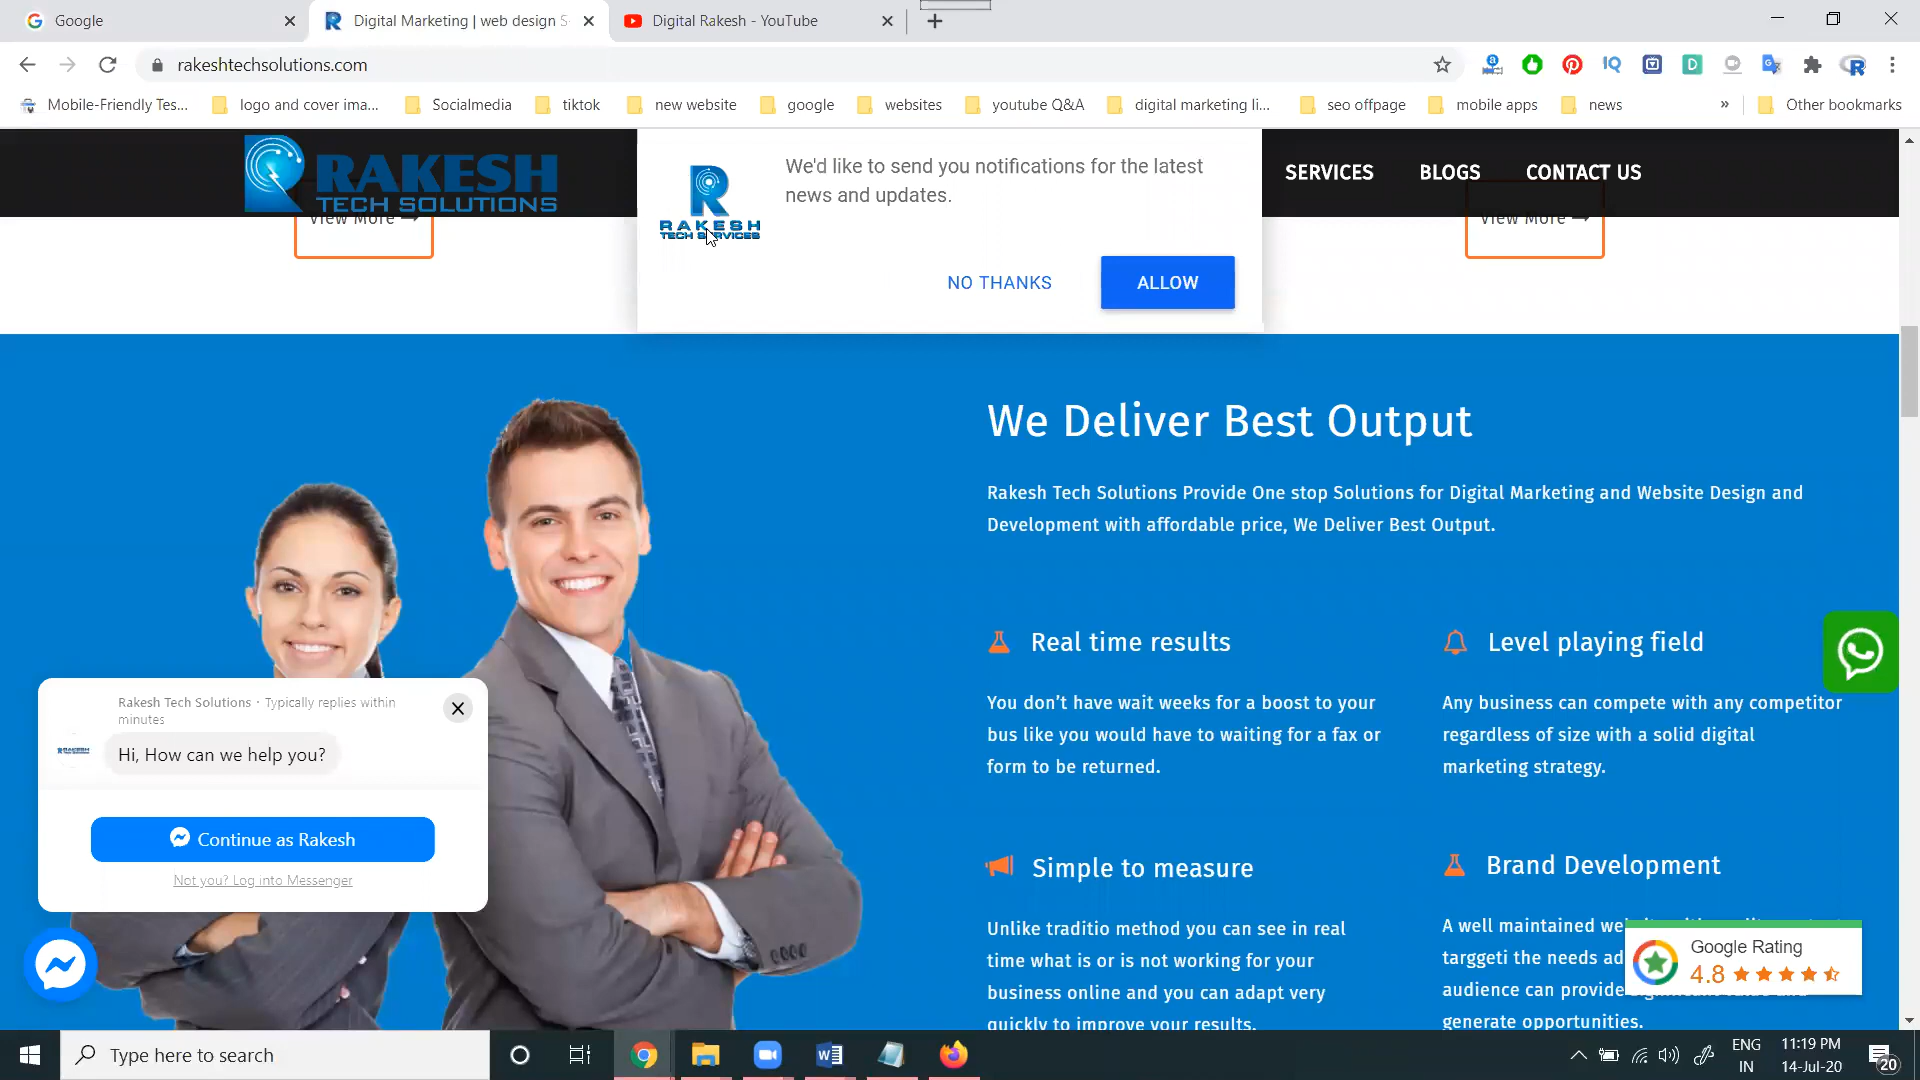 Google
Digital Marketing | web design S
Digital Rakesh - YouTube
rakeshtechsolutions.com
Mobile-Friendly Tes...
logo and cover ima...
Socialmedia
tiktok
new website
google
websites
youtube Q&A
digital marketing li...
seo offpage
mobile apps
news
»
Other bookmarks
RAKESH
TECH SOLUTIONS
SERVICES
BLOGS
CONTACT US
View More
View More
We'd like to send you notifications for the latest
news and updates.
R
RAKESH
TECH SERVICES
NO THANKS
ALLOW
We Deliver Best Output
Rakesh Tech Solutions Provide One stop Solutions for Digital Marketing and Website Design and
Development with affordable price, We Deliver Best Output.
Real time results
You don’t have wait weeks for a boost to your
bus like you would have to waiting for a fax or
form to be returned.
Level playing field
Any business can compete with any competitor
regardless of size with a solid digital
marketing strategy.
Simple to measure
Unlike traditio method you can see in real
time what is or is not working for your
business online and you can adapt very
quickly to improve your results.
Brand Development
A well maintained
targgeti the needs
audience can provide
generate opportunities.
Google Rating
4.8
Rakesh Tech Solutions · Typically replies within
minutes
RAKESH
Hi, How can we help you?
Continue as Rakesh
Not you? Log into Messenger
Type here to search
ENG
IN
11:19 PM
14-Jul-20
20